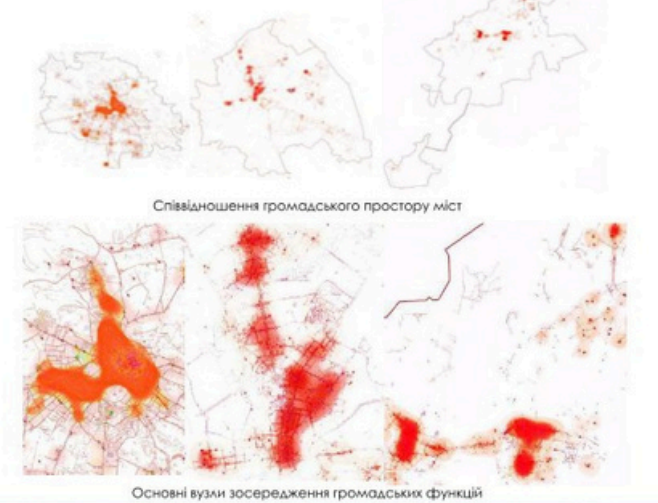 Співвідношення громадського простору міст
Основні вузли зосередження громадських функцій